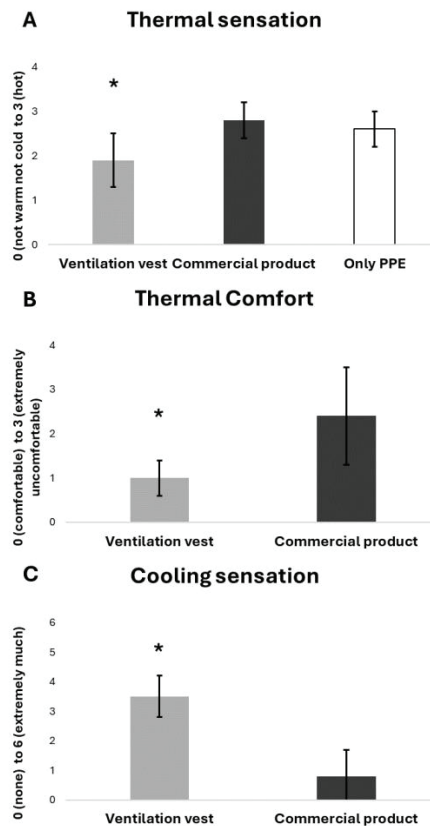 A Thermal sensation
0 (not warm not cold to 3 (hot)
4
3
2
1
0
*
Ventilation vest Commercial product Only PPE
B Thermal Comfort
0 (comfortable) to 3 (extremely
uncomfortable)
4
3
2
1
0
*
Ventilation vest Commercial product
C Cooling sensation
0 (none) to 6 (extremely much)
6
5
4
3
2
1
0
*
Ventilation vest Commercial product